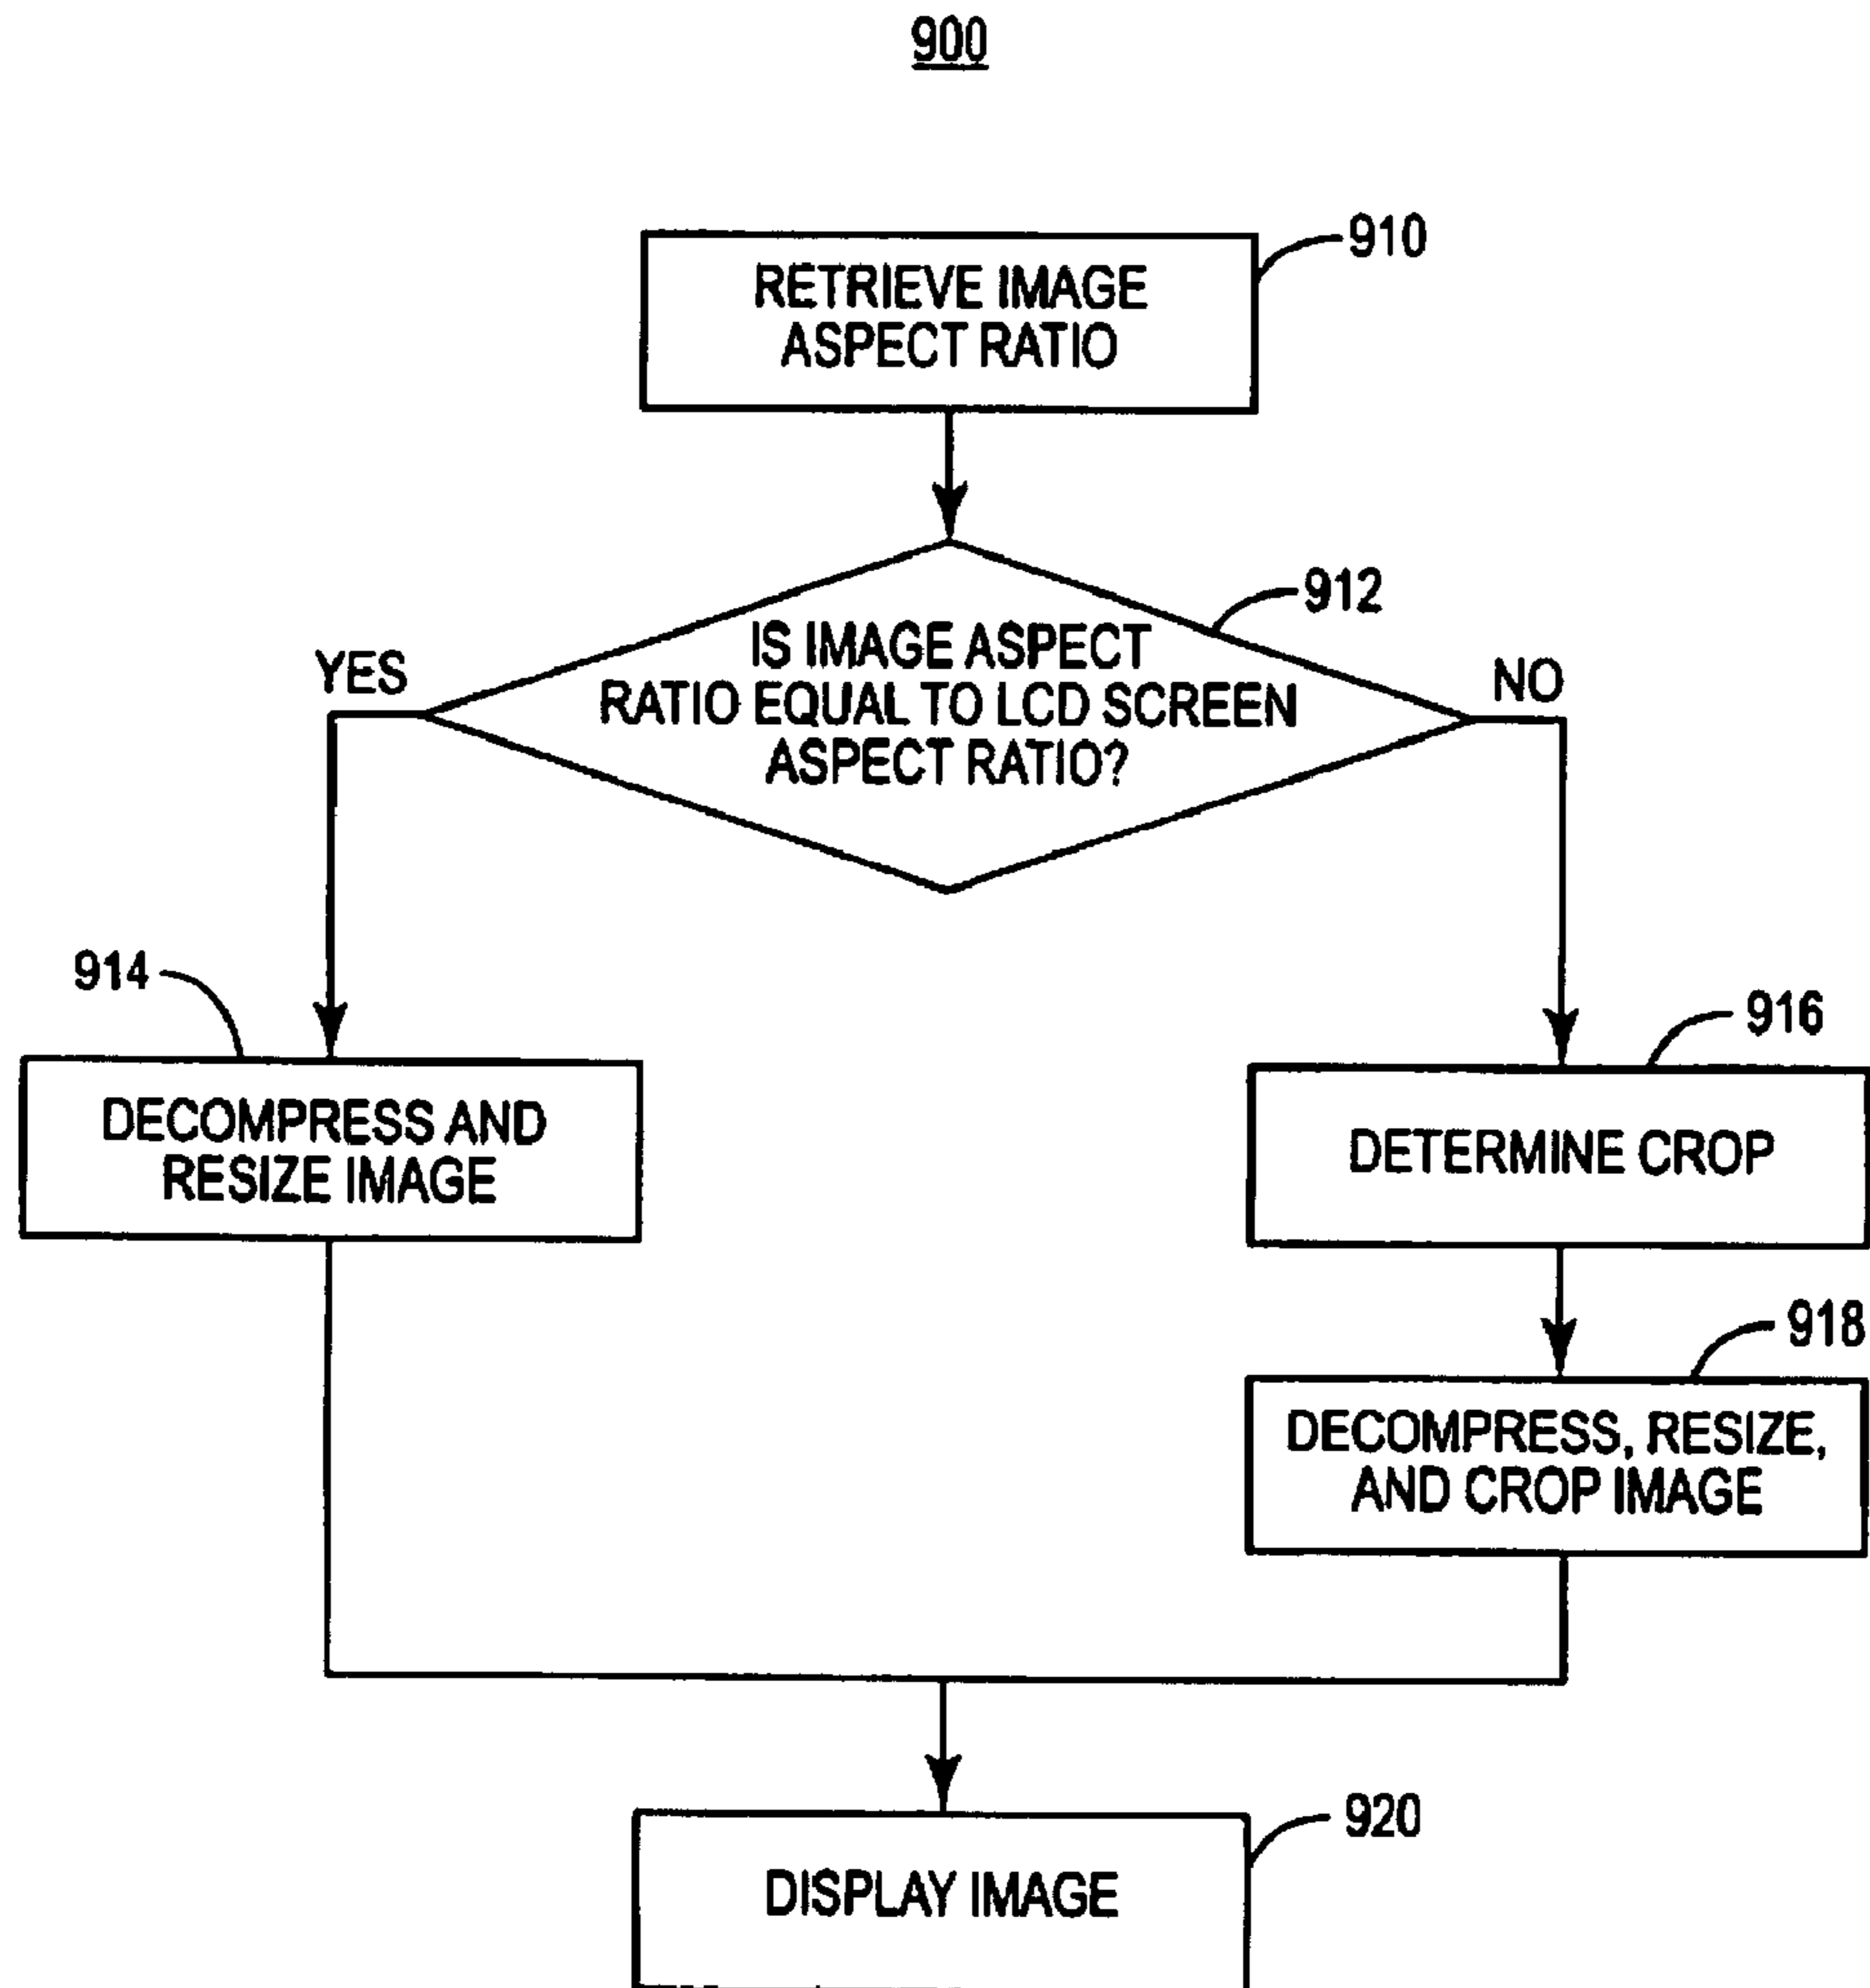 900
910
RETRIEVE IMAGE
ASPECT RATIO
912
IS IMAGE ASPECT
RATIO EQUAL TO LCD SCREEN
ASPECT RATIO?
YES
NO
914
DECOMPRESS AND
RESIZE IMAGE
916
DETERMINE CROP
918
DECOMPRESS, RESIZE,
AND CROP IMAGE
920
DISPLAY IMAGE